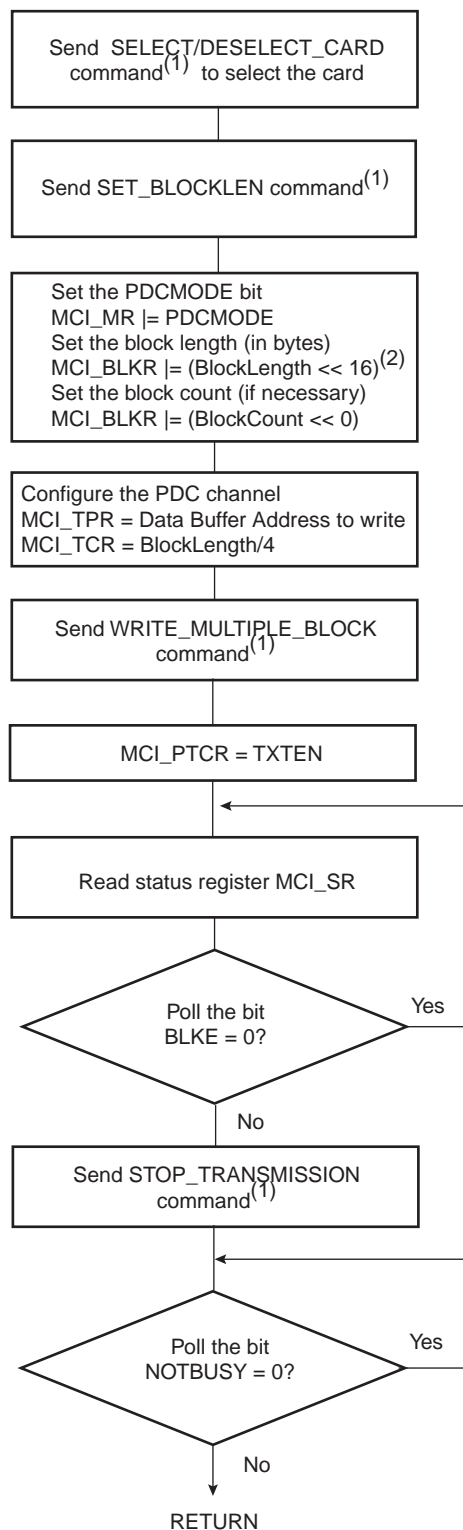 Send SELECT/DESELECT_CARD
command(1) to select the card
Send SET_BLOCKLEN command(1)
Set the PDCMODE bit
MCI_MR |= PDCMODE
Set the block length (in bytes)
MCI_BLKR |= (BlockLength << 16)(2)
Set the block count (if necessary)
MCI_BLKR |= (BlockCount << 0)
Configure the PDC channel
MCI_TPR = Data Buffer Address to write
MCI_TCR = BlockLength/4
Send WRITE_MULTIPLE_BLOCK
command(1)
MCI_PTCR = TXTEN
Read status register MCI_SR
Poll the bit
BLKE = 0?
Yes
No
Send STOP_TRANSMISSION
command(1)
Poll the bit
NOTBUSY = 0?
Yes
No
RETURN